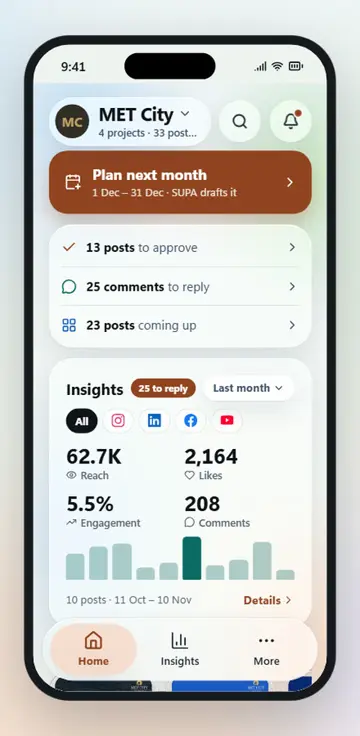 9:41
MC
MET City
4 projects · 33 post...
Plan next month
1 Dec – 31 Dec · SUPA drafts it
13 posts to approve
25 comments to reply
23 posts coming up
Insights
25 to reply
Last month
All
62.7K
Reach
2,164
Likes
5.5%
Engagement
208
Comments
10 posts · 11 Oct – 10 Nov
Details
Home
Insights
More